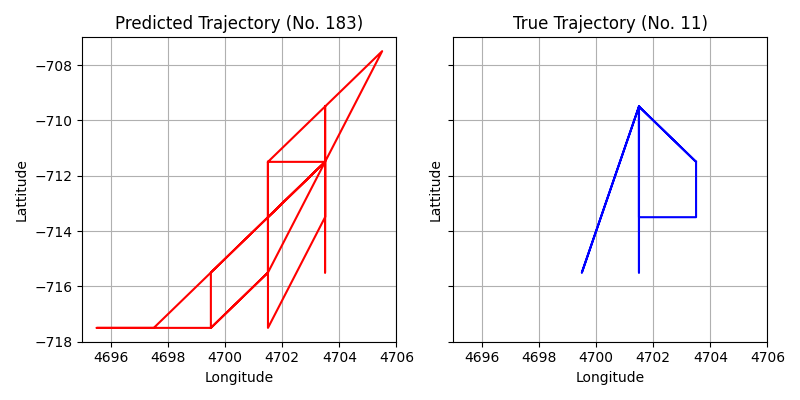 Predicted Trajectory (No. 183)
Lattitude
−708
−710
−712
−714
−716
−718
4696 4698 4700 4702 4704 4706
Longitude
True Trajectory (No. 11)
Lattitude
4696 4698 4700 4702 4704 4706
Longitude